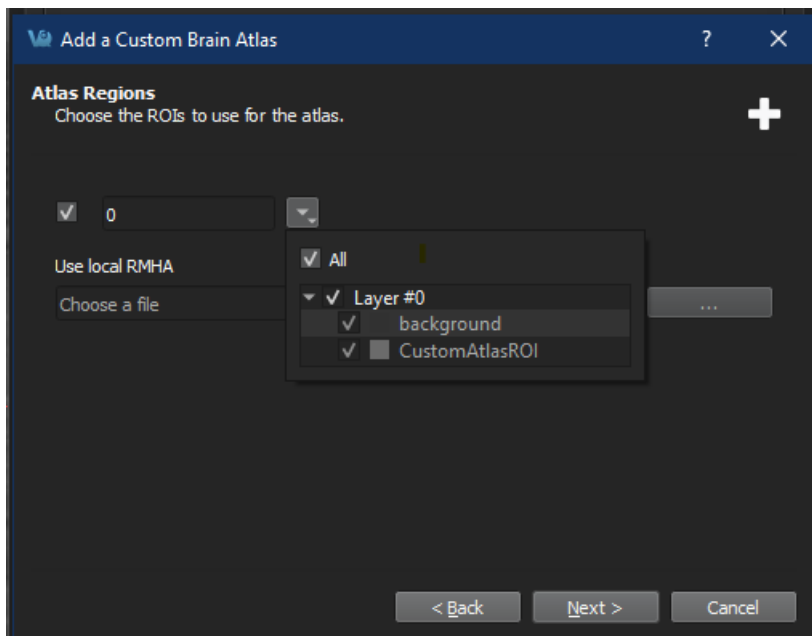 Add a Custom Brain Atlas
Atlas Regions
Choose the ROIs to use for the atlas.
0
All
Use local RMHA
Layer #0
Choose a file
...
background
CustomAtlasROI
< Back
Next >
Cancel